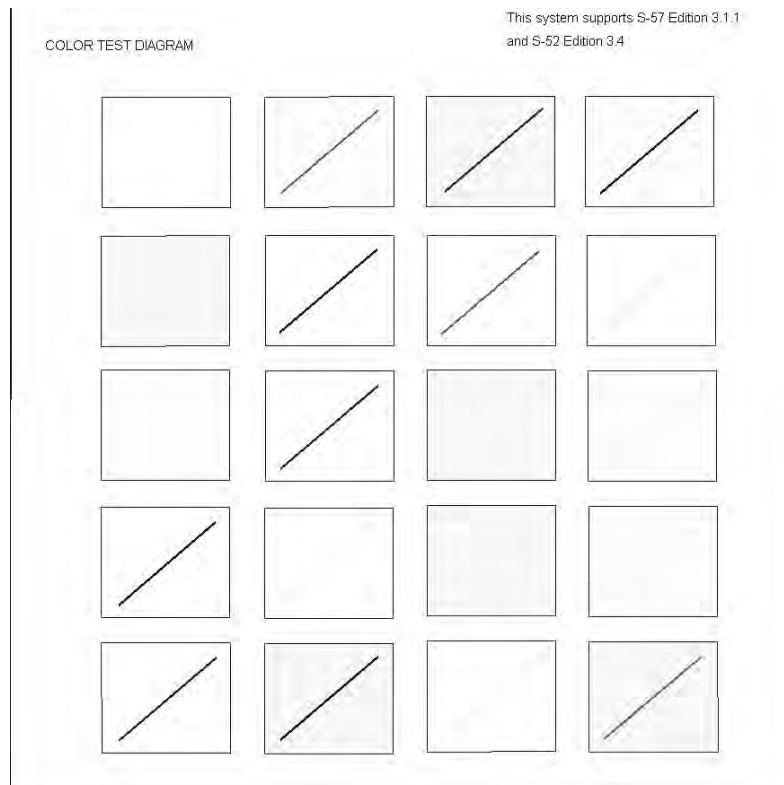 This system supports S-57 Edition 3.1.1
and S-52 Edition 3.4
COLOR TEST DIAGRAM